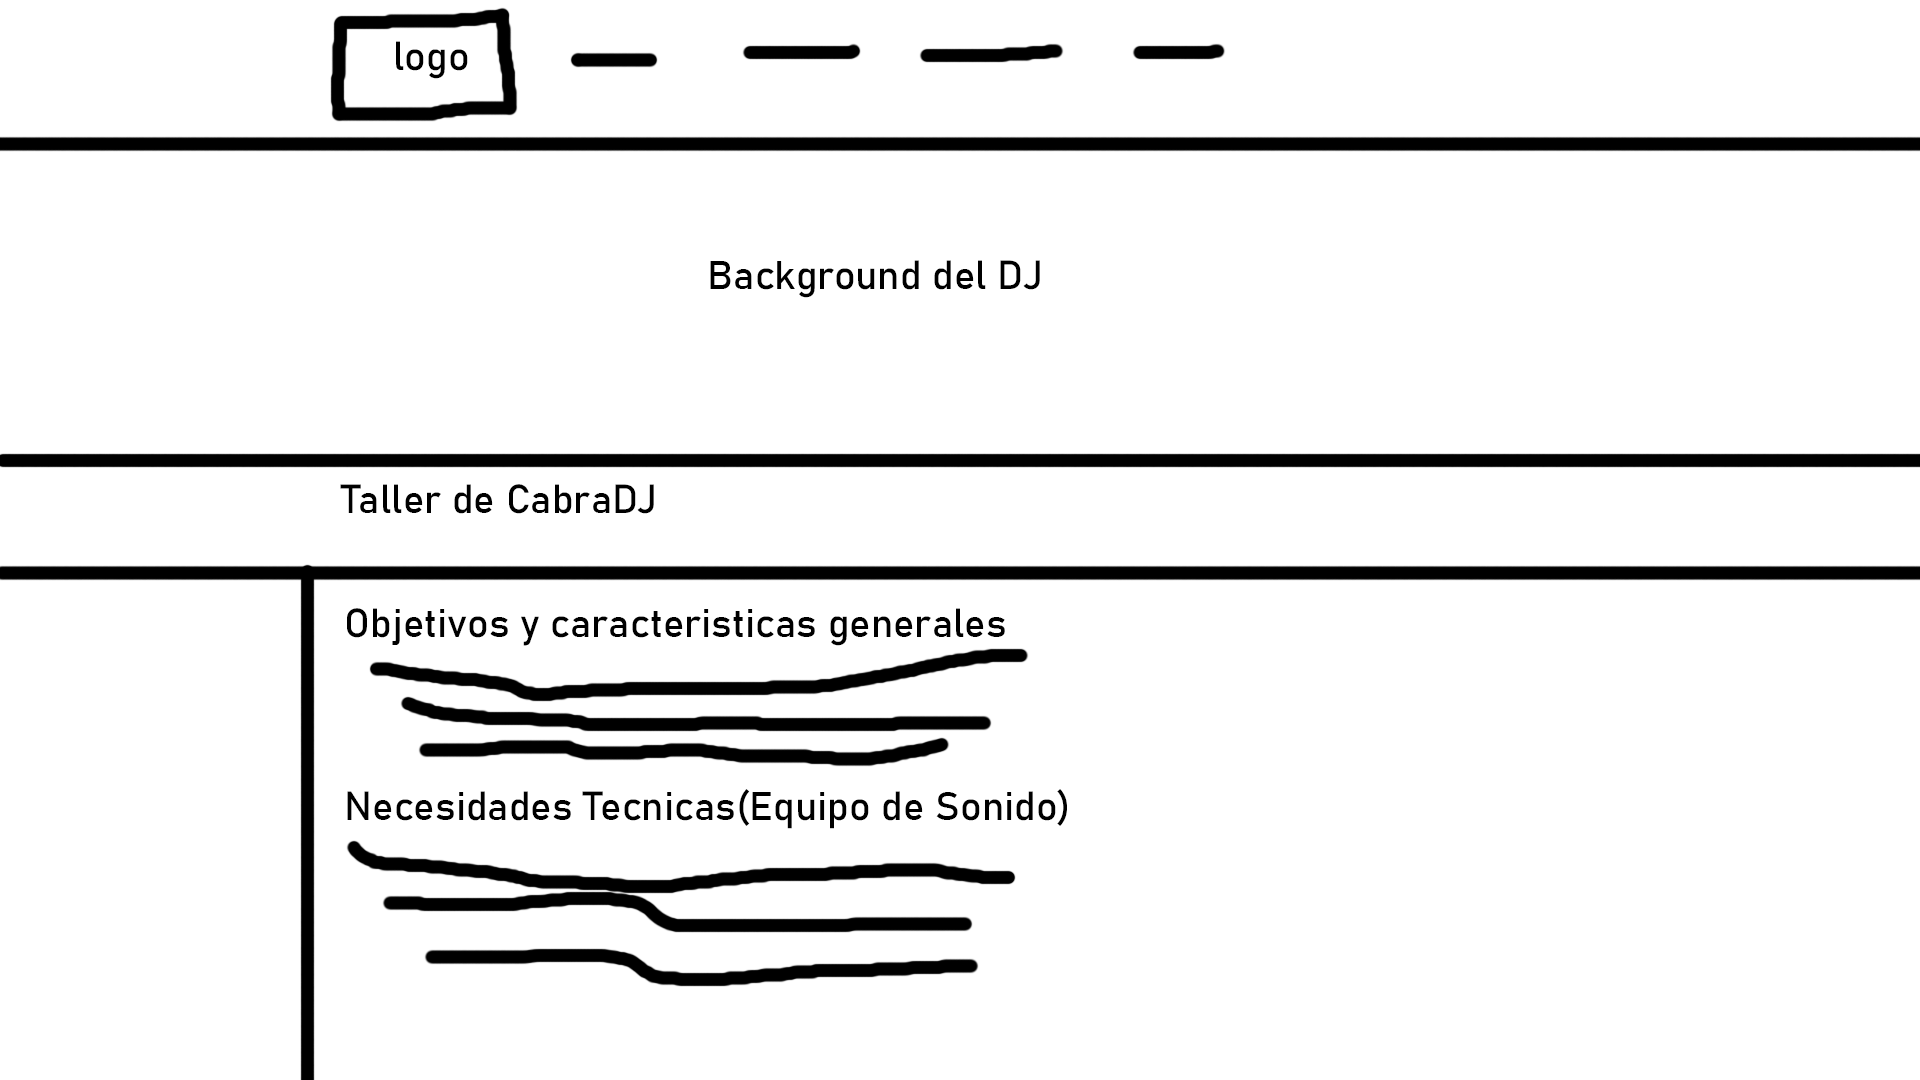 logo
Background del DJ
Taller de CabraDJ
Objetivos y caracteristicas generales
Necesidades Tecnicas(Equipo de Sonido)